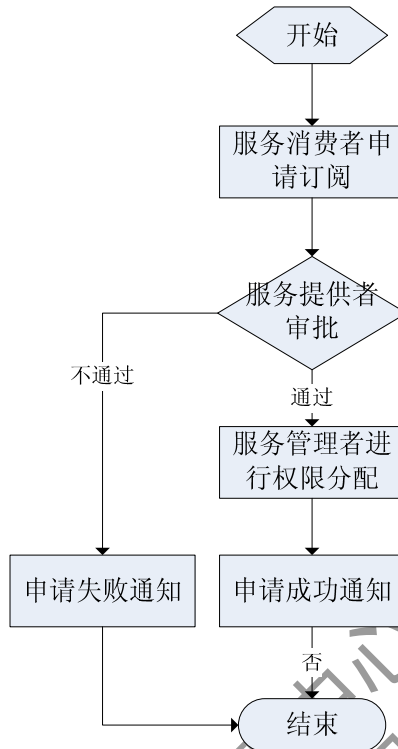 开始
服务消费者申
请订阅
服务提供者
审批
不通过
通过
服务管理者进
行权限分配
申请失败通知
申请成功通知
否
结束